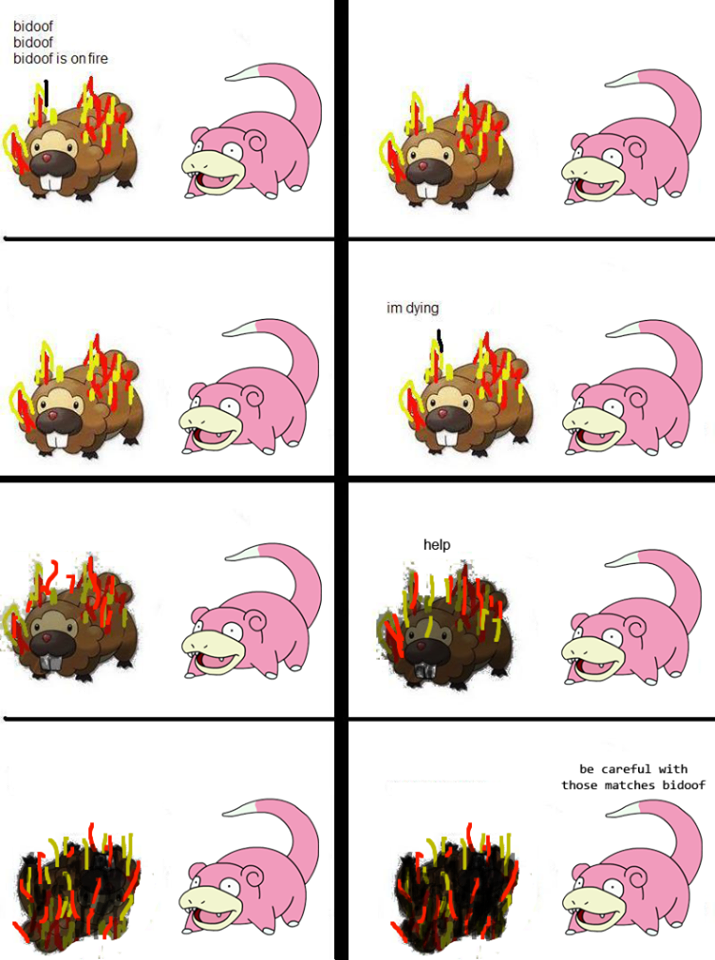 bidoof
bidoof
bidoof is on fire
im dying
help
be careful with
those matches bidoof